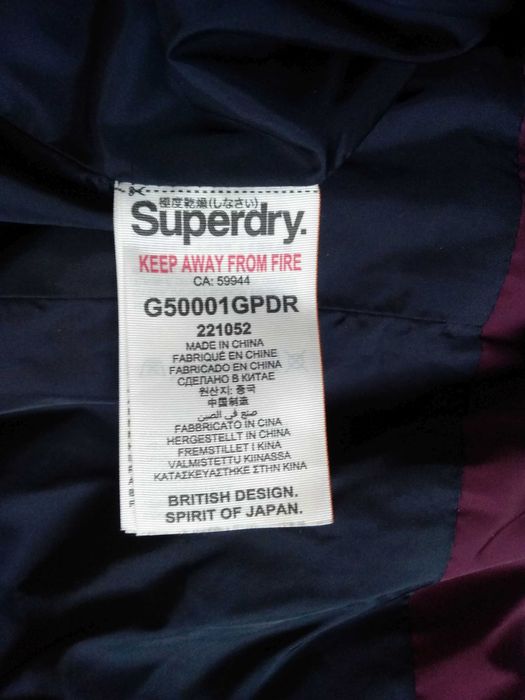 極度乾燥(しなさい)
Superdry.
KEEP AWAY FROM FIRE
CA: 59944
G50001GPDR
221052
MADE IN CHINA
FABRIQUÉ EN CHINE
FABRICADO EN CHINA
СДЕЛАНО В КИТАЕ
원산지: 중국
中国制造
صنع في الصين
FABBRICATO IN CINA
HERGESTELLT IN CHINA
FREMSTILLET I KINA
VALMISTETTU KIINASSA
ΚΑΤΑΣΚΕΥΑΣΤΗΚΕ ΣΤΗΝ ΚΙΝΑ
BRITISH DESIGN.
SPIRIT OF JAPAN.